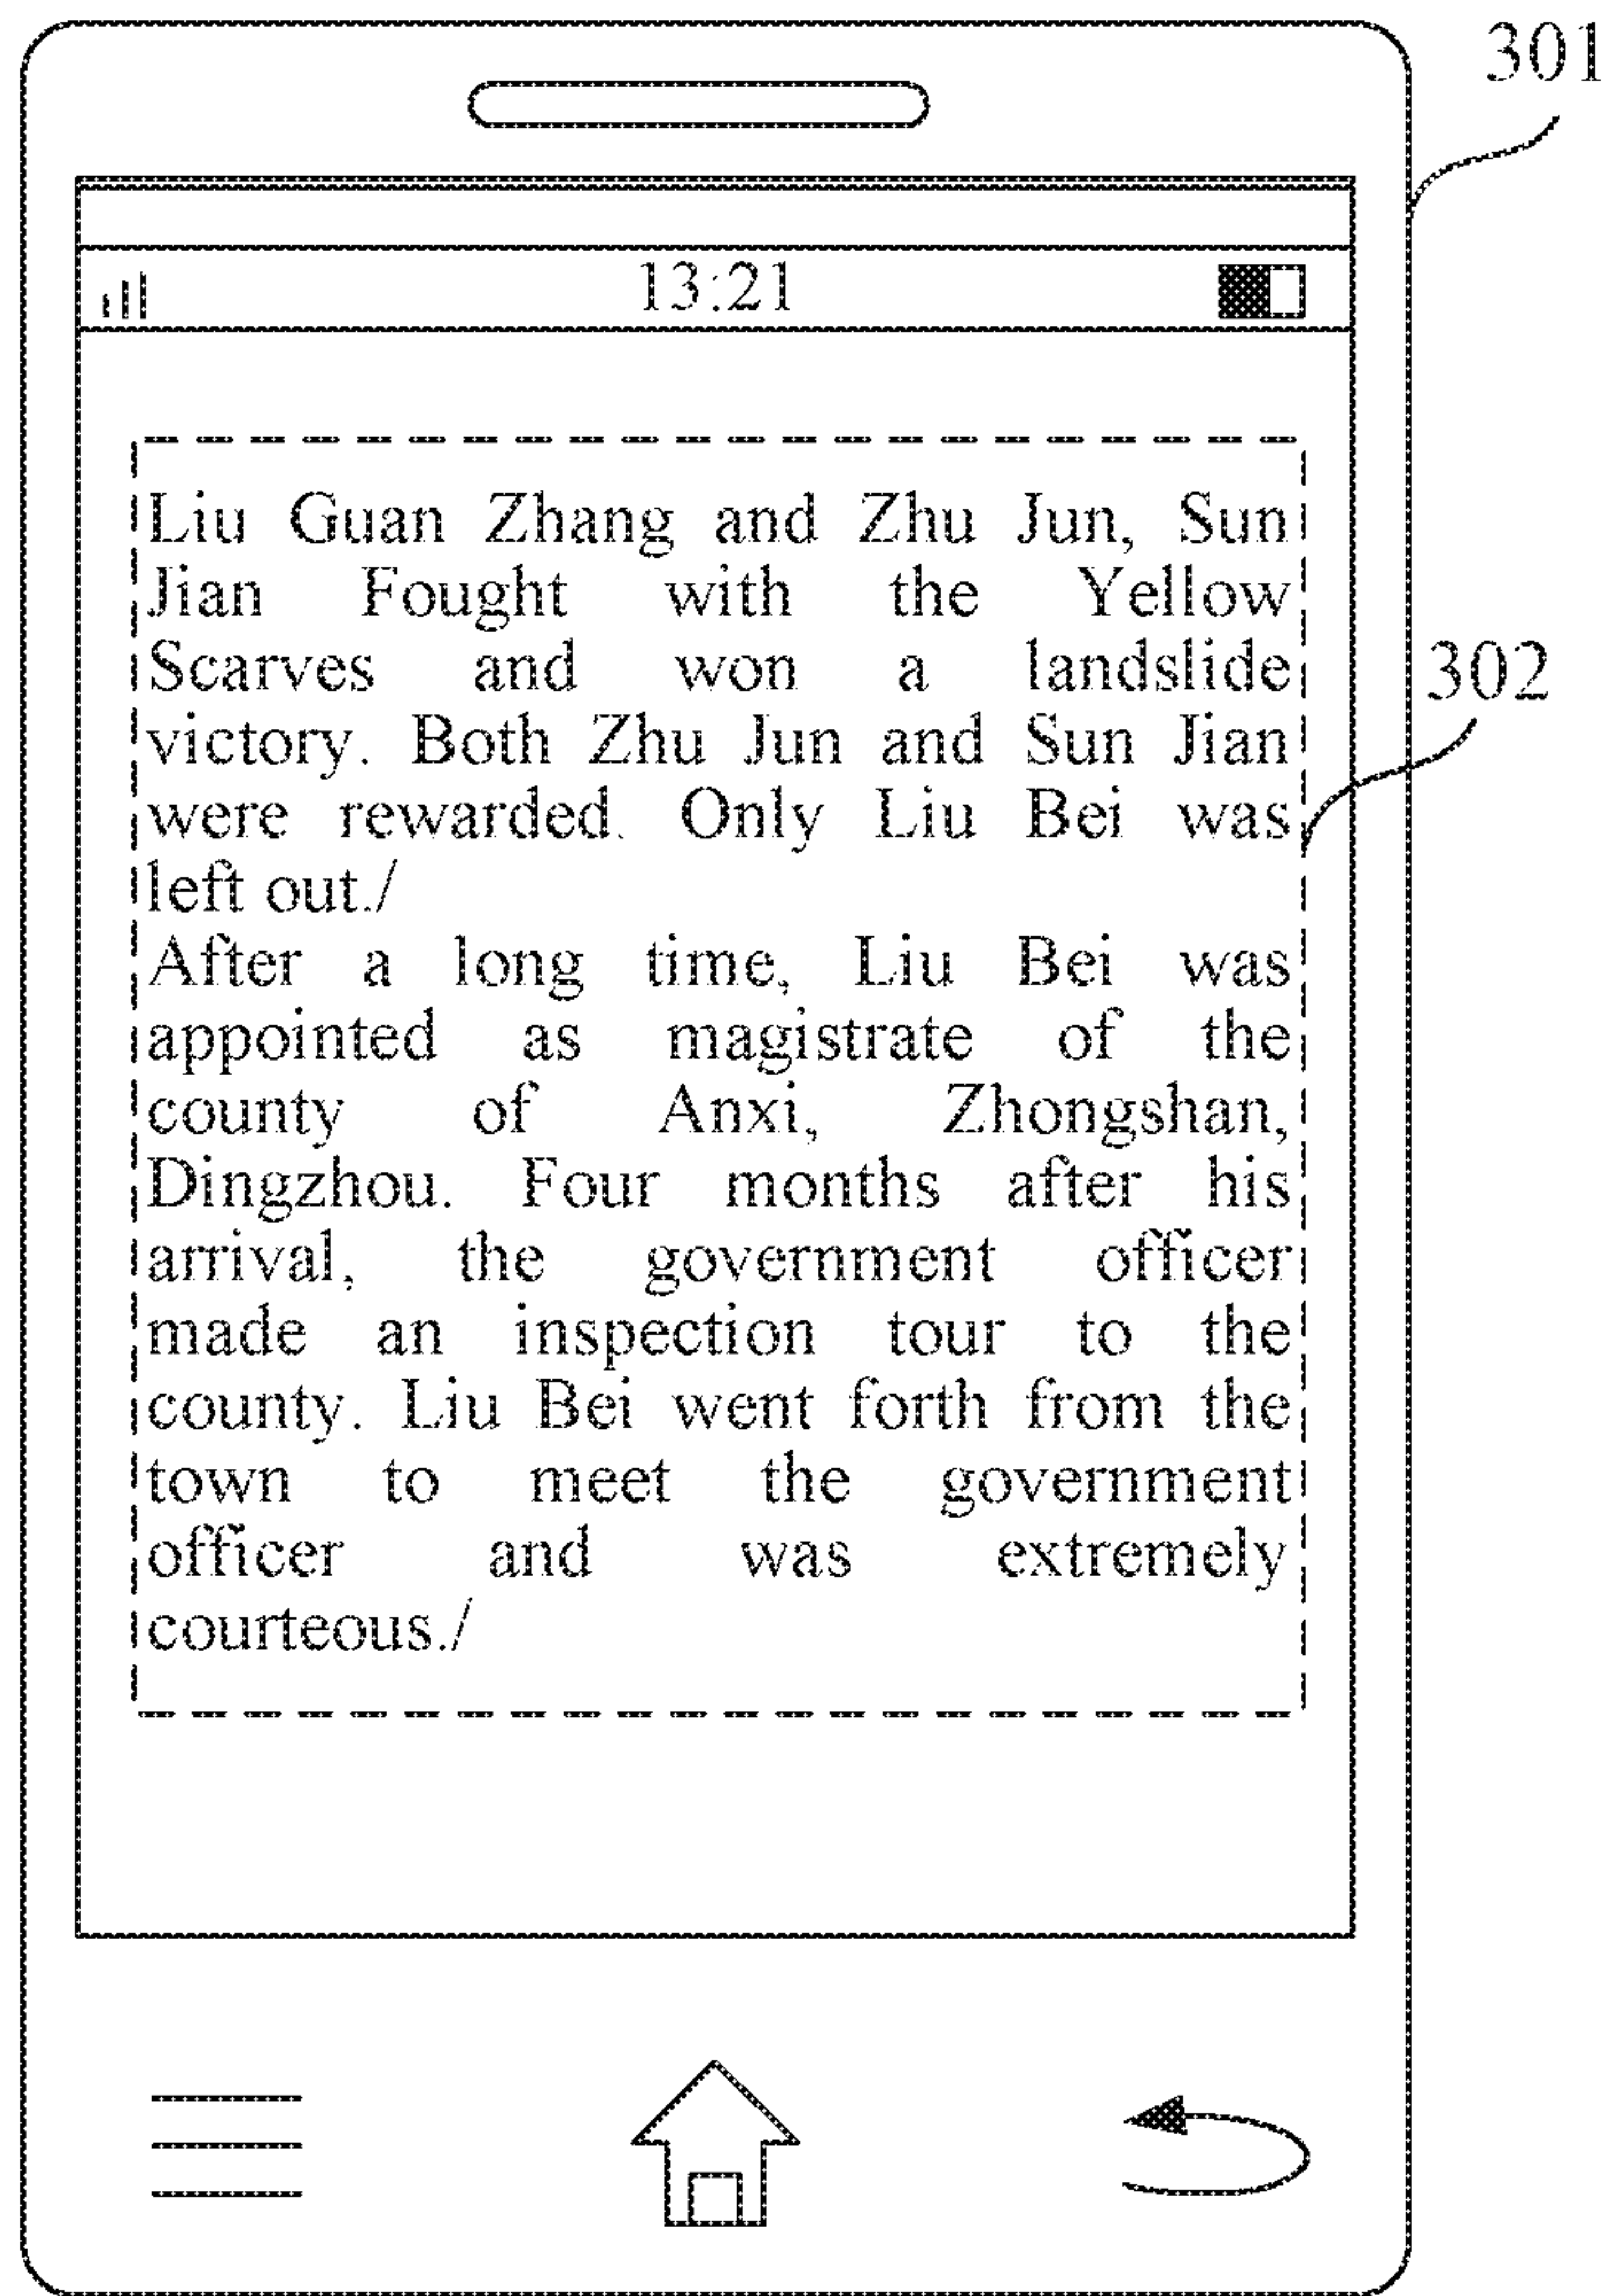 301
13:21
Liu Guan Zhang and Zhu Jun, Sun
Jian Fought with the Yellow
Scarves and won a landslide
302
victory. Both Zhu Jun and Sun Jian
were rewarded. Only Liu Bei was
left out./
After a long time, Liu Bei was
appointed as magistrate of the
county of Anxi, Zhongshan,
Dingzhou. Four months after his
arrival, the government officer
made an inspection tour to the
county. Liu Bei went forth from the
town to meet the government
officer and was extremely
courteous./